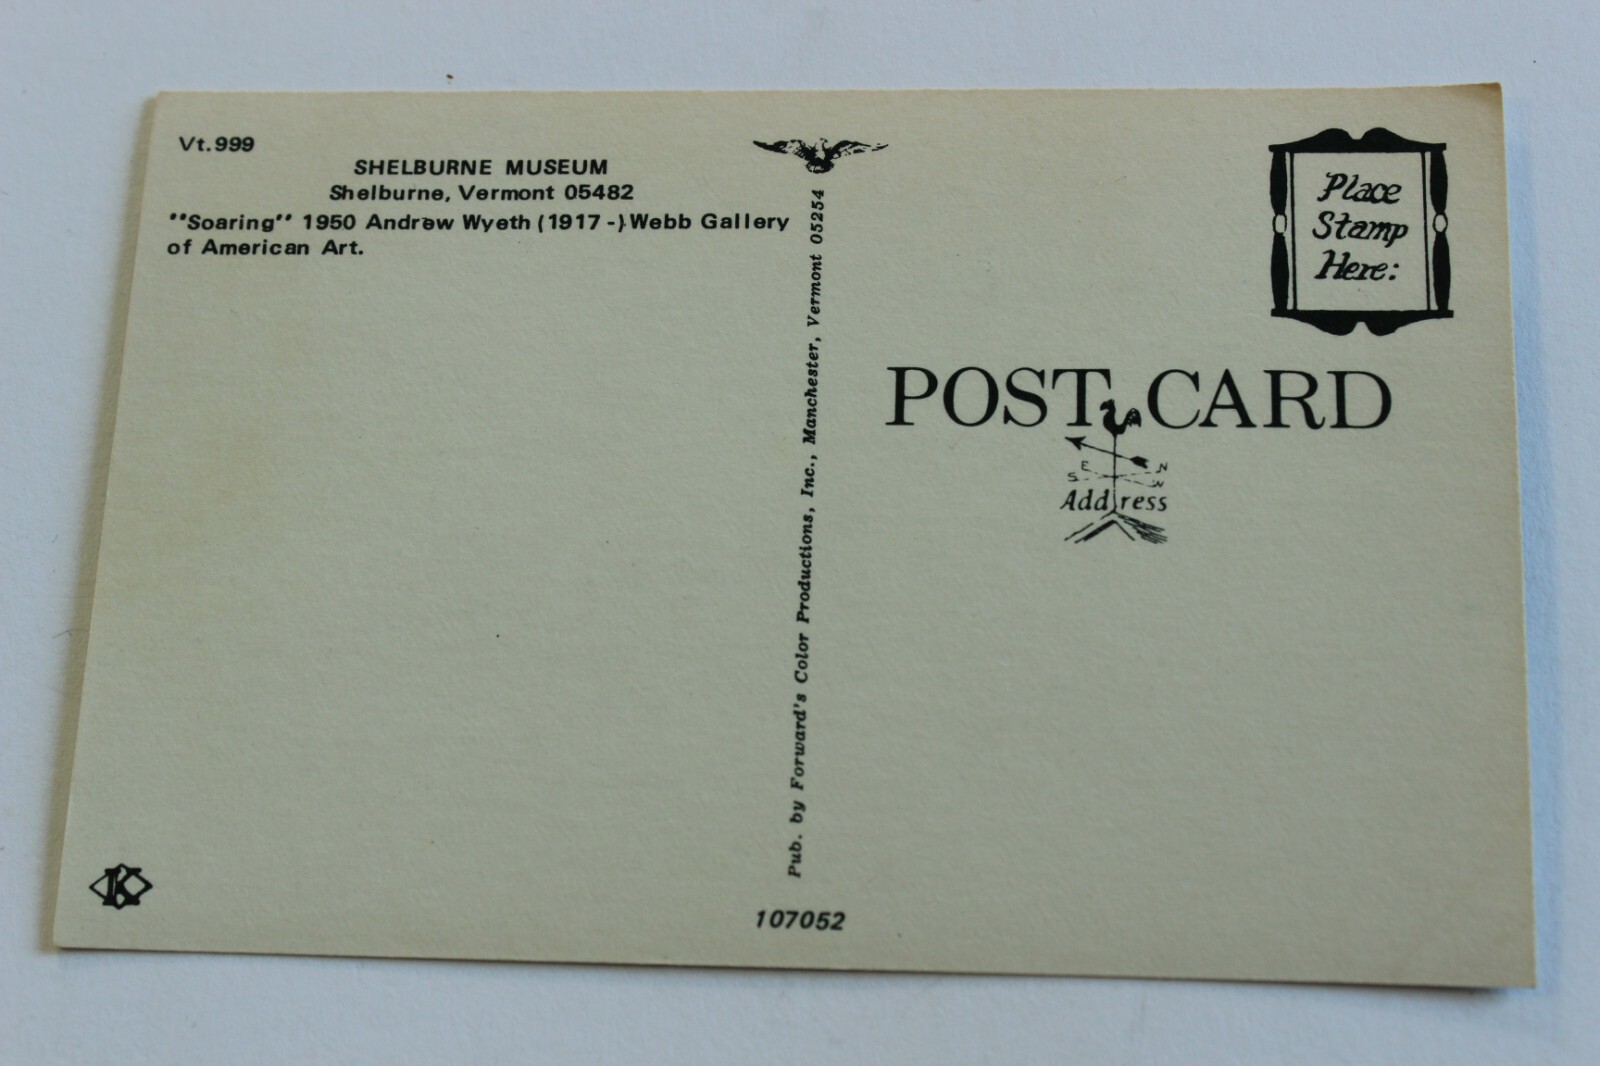 Vt.999
SHELBURNE MUSEUM
Shelburne, Vermont 05482
"Soaring" 1950 Andrew Wyeth (1917 -) Webb Gallery
of American Art.
Pub. by Forward's Color Productions, Inc., Manchester, Vermont 05254
Place
Stamp
Here:
POST CARD
E N
S W
Address
K
107052